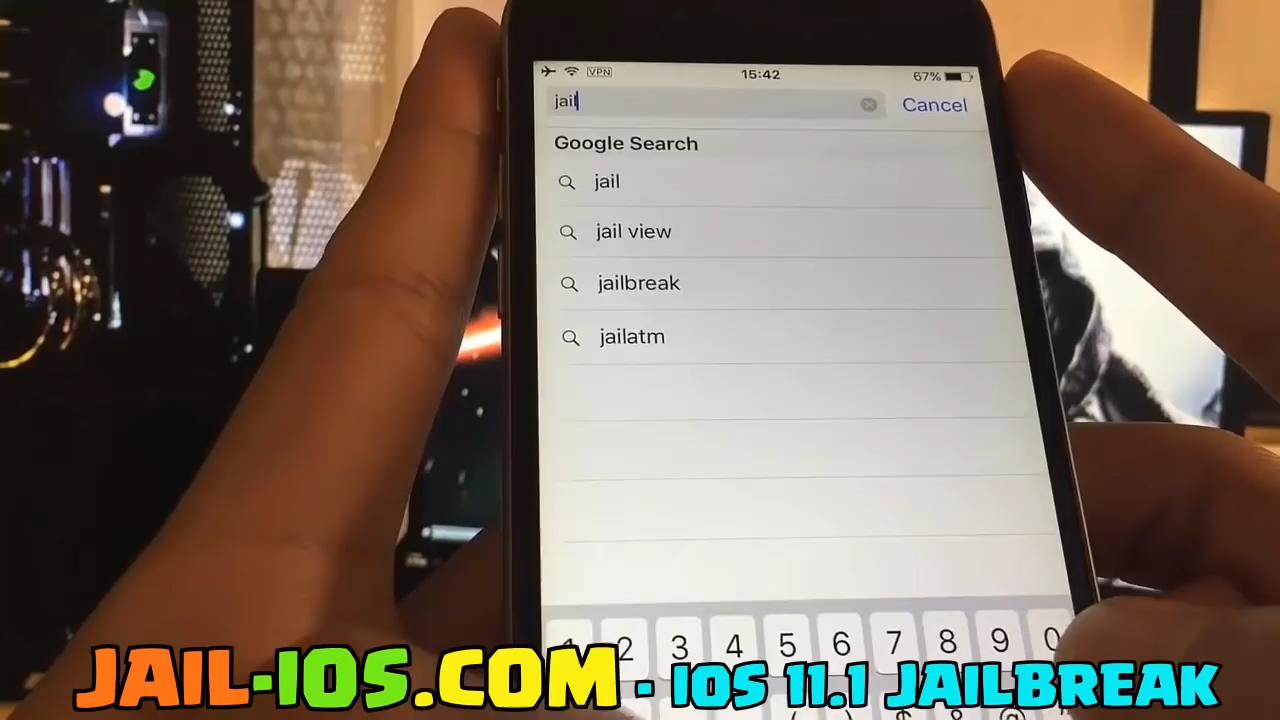 VPN 15:42 67%
jail Cancel
Google Search
jail
jail view
jailbreak
jailatm
1 2 3 4 5 6 7 8 9 0
JAIL-IOS.COM - IOS 11.1 JAILBREAK